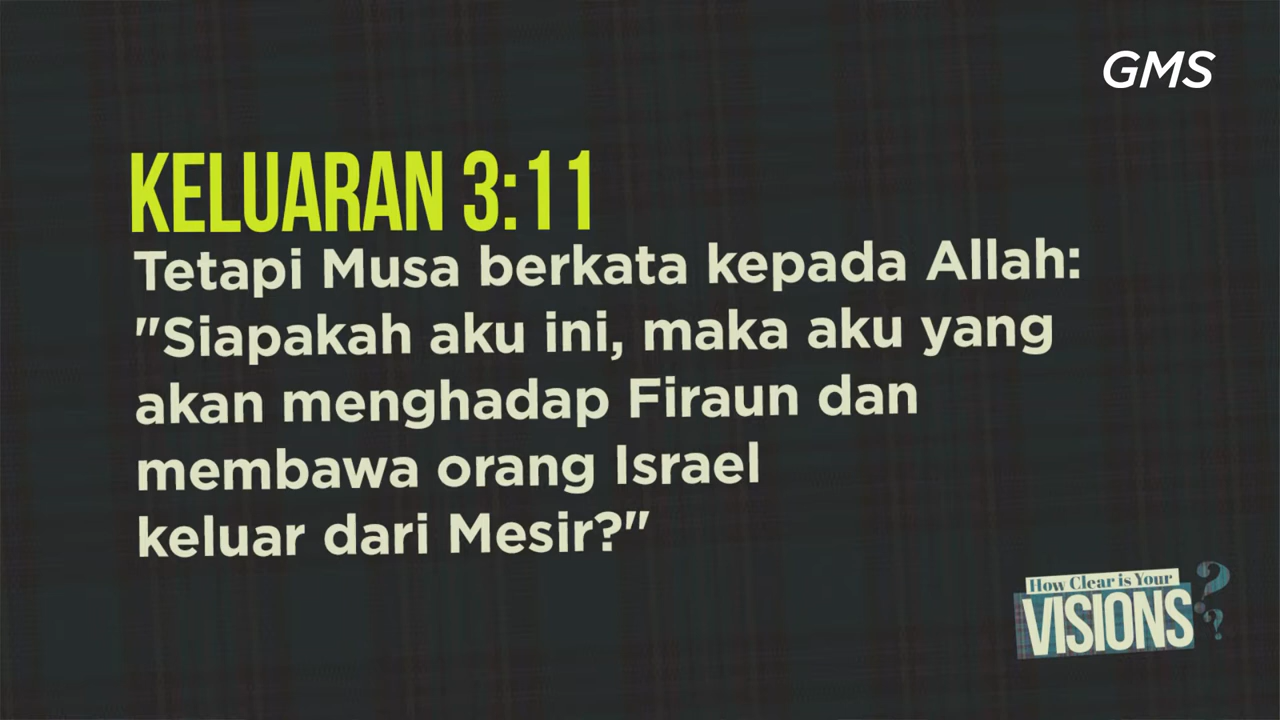 GMS
KELUARAN 3:11
Tetapi Musa berkata kepada Allah:
"Siapakah aku ini, maka aku yang
akan menghadap Firaun dan
membawa orang Israel
keluar dari Mesir?"
How Clear is Your
VISIONS??